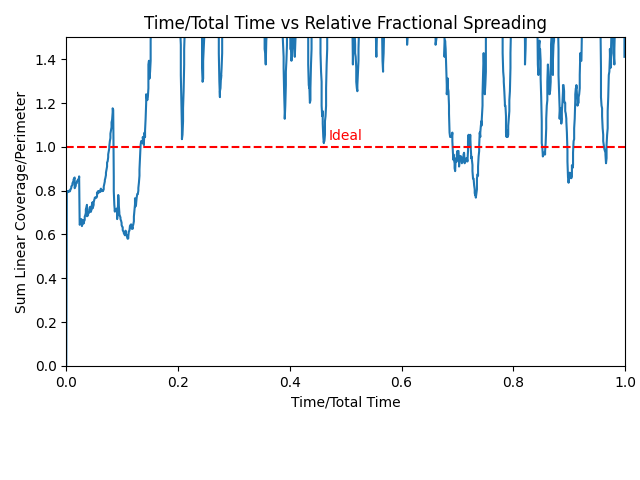 Time/Total Time vs Relative Fractional Spreading
Sum Linear Coverage/Perimeter
1.4
1.2
1.0
0.8
0.6
0.4
0.2
0.0
Ideal
0.0 0.2 0.4 0.6 0.8 1.0
Time/Total Time